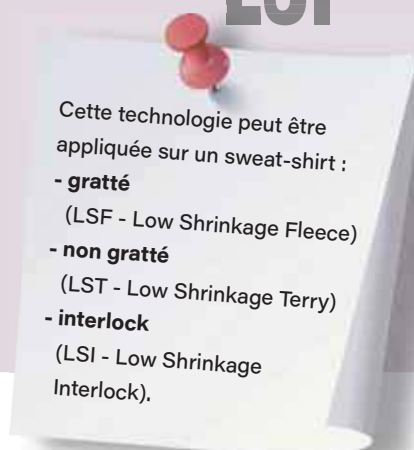 Cette technologie peut être
appliquée sur un sweat-shirt :
- gratté
(LSF - Low Shrinkage Fleece)
- non gratté
(LST - Low Shrinkage Terry)
- interlock
(LSI - Low Shrinkage
Interlock).